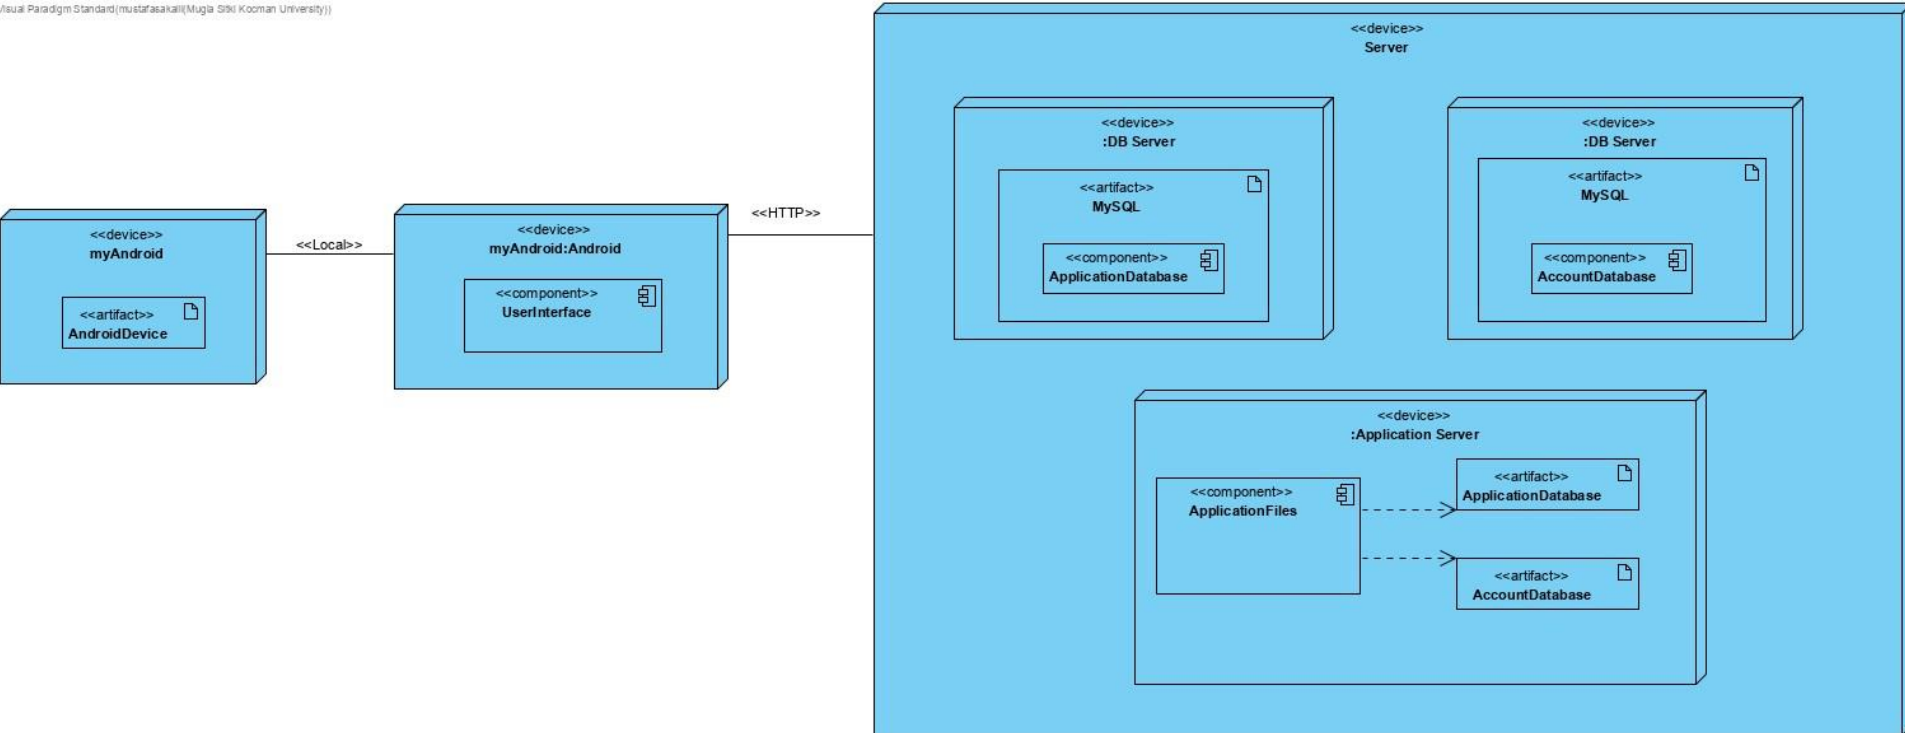 Visual Paradigm Standard(mustafasakalli(Mugla Sitki Kocman University))
<<device>>
Server
<<device>>
:DB Server
<<artifact>>
MySQL
<<component>>
ApplicationDatabase
<<device>>
:DB Server
<<artifact>>
MySQL
<<component>>
AccountDatabase
<<device>>
myAndroid
<<artifact>>
AndroidDevice
<<Local>>
<<device>>
myAndroid:Android
<<component>>
UserInterface
<<HTTP>>
<<device>>
:Application Server
<<component>>
ApplicationFiles
<<artifact>>
ApplicationDatabase
<<artifact>>
AccountDatabase